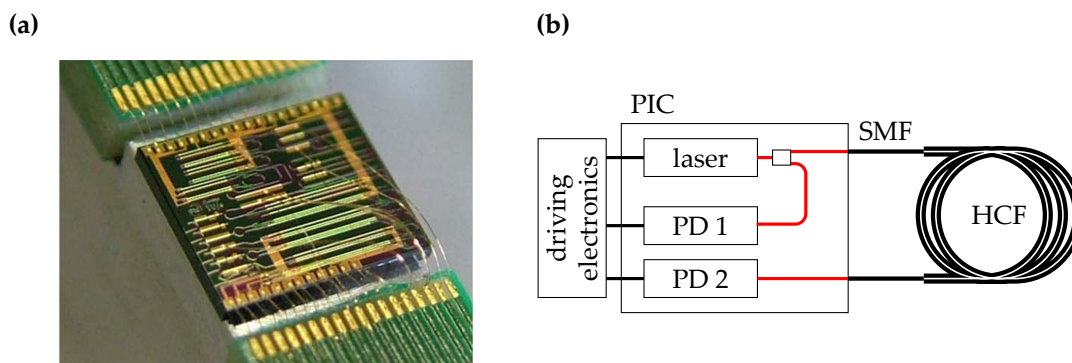 (a)
(b)
PIC
SMF
laser
driving
electronics
PD 1
HCF
PD 2